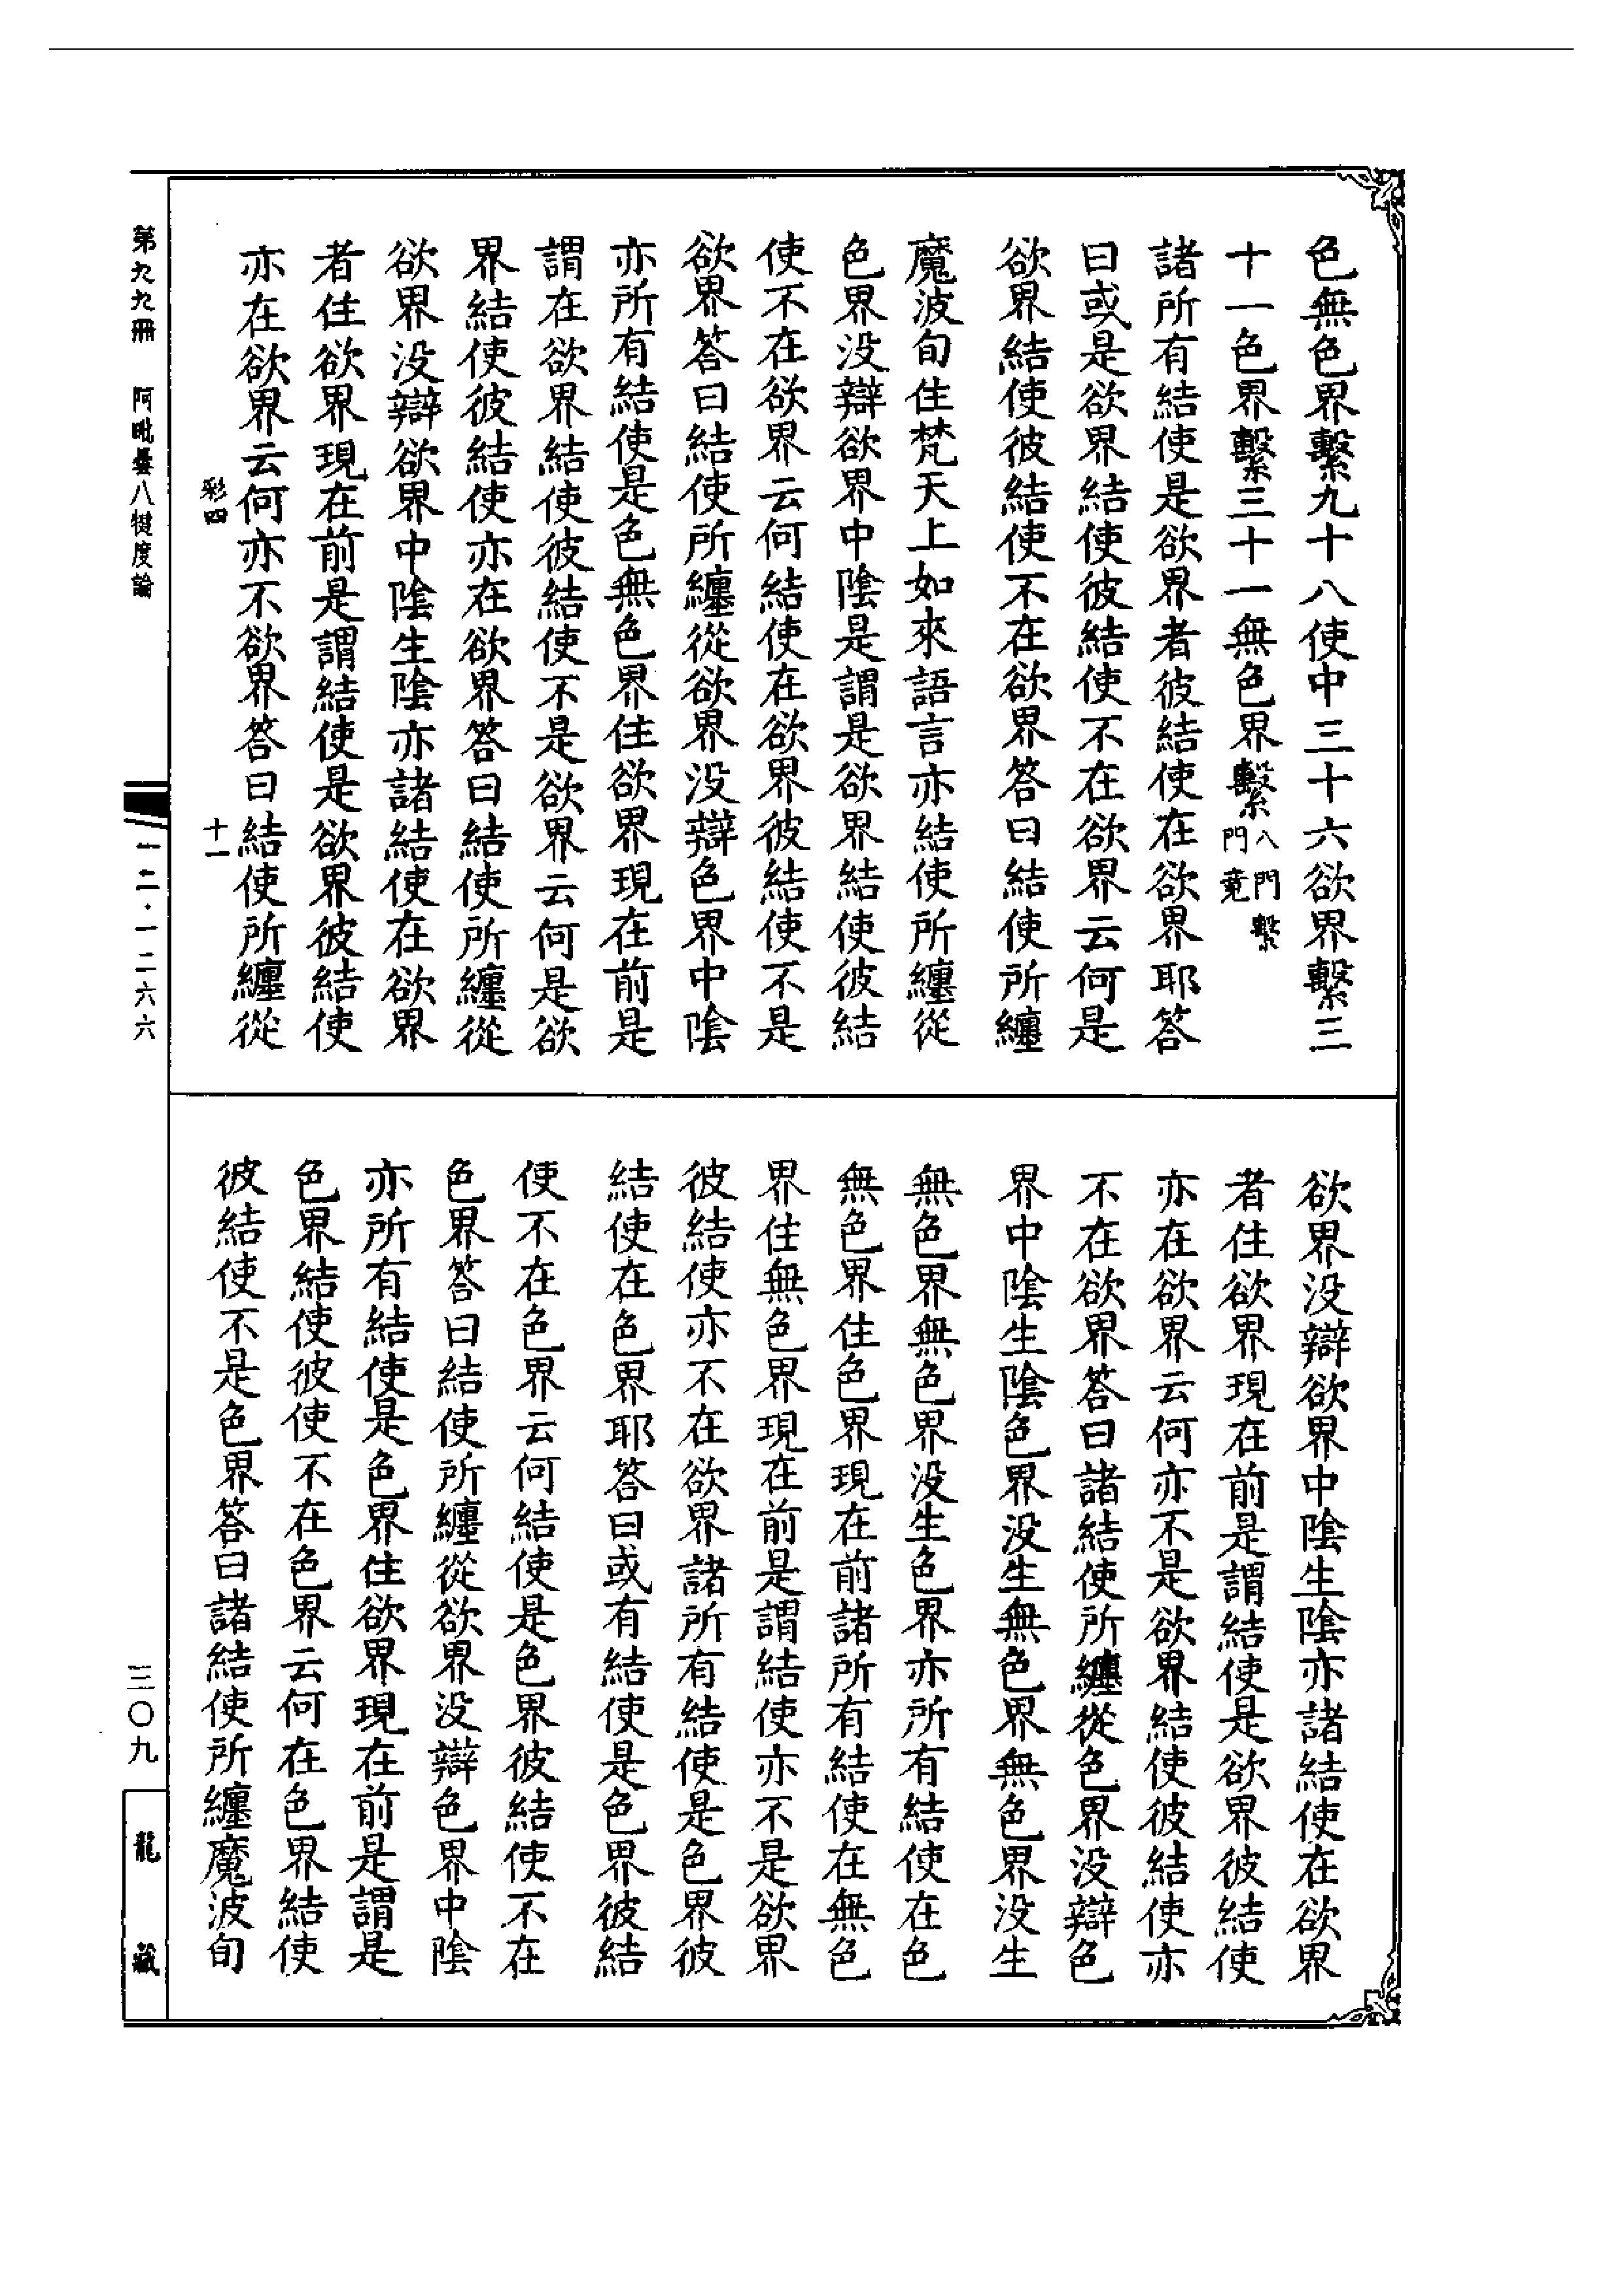 色無色界繫九十八使中三十六欲界繫三
十一色界繫三十一無色界繫八門繫門竟
諸所有結使是欲界者彼結使在欲界耶答
曰或是欲界結使彼結使不在欲界云何是
欲界結使彼結使不在欲界答曰結使所纏
魔波旬住梵天上如來語言亦結使所纏從
色界没辯欲界中陰是謂是欲界結使彼結
使不在欲界云何結使在欲界彼結使不是
欲界答曰結使所纏從欲界没辯色界中陰
亦所有結使是色無色界住欲界現在前是
謂在欲界結使彼結使不是欲界云何是欲
界結使彼結使亦在欲界答曰結使所纏從
欲界没辯欲界中陰生陰亦諸結使在欲界
者住欲界現在前是謂結使是欲界彼結使
亦在欲界云何亦不欲界答曰結使所纏從
彩四
十一
欲界没辯欲界中陰生陰亦諸結使在欲界
者住欲界現在前是謂結使是欲界彼結使
亦在欲界云何亦不是欲界結使彼結使亦
不在欲界答曰諸結使所纏從色界没辯色
界中陰生陰色界没生無色界無色界没生
無色界無色界没生色界亦所有結使在色
無色界住色界現在前諸所有結使在無色
界住無色界現在前是謂結使亦不是欲界
彼結使亦不在欲界諸所有結使是色界彼
結使在色界耶答曰或有結使是色界彼結
使不在色界云何結使是色界彼結使不在
色界答曰結使所纏從欲界没辯色界中陰
亦所有結使是色界住欲界現在前是謂是
色界結使彼使不在色界云何在色界結使
彼結使不是色界答曰諸結使所纏魔波旬
第九九冊 阿毗曇八犍度論
一二·一二六六
三〇九
龍藏